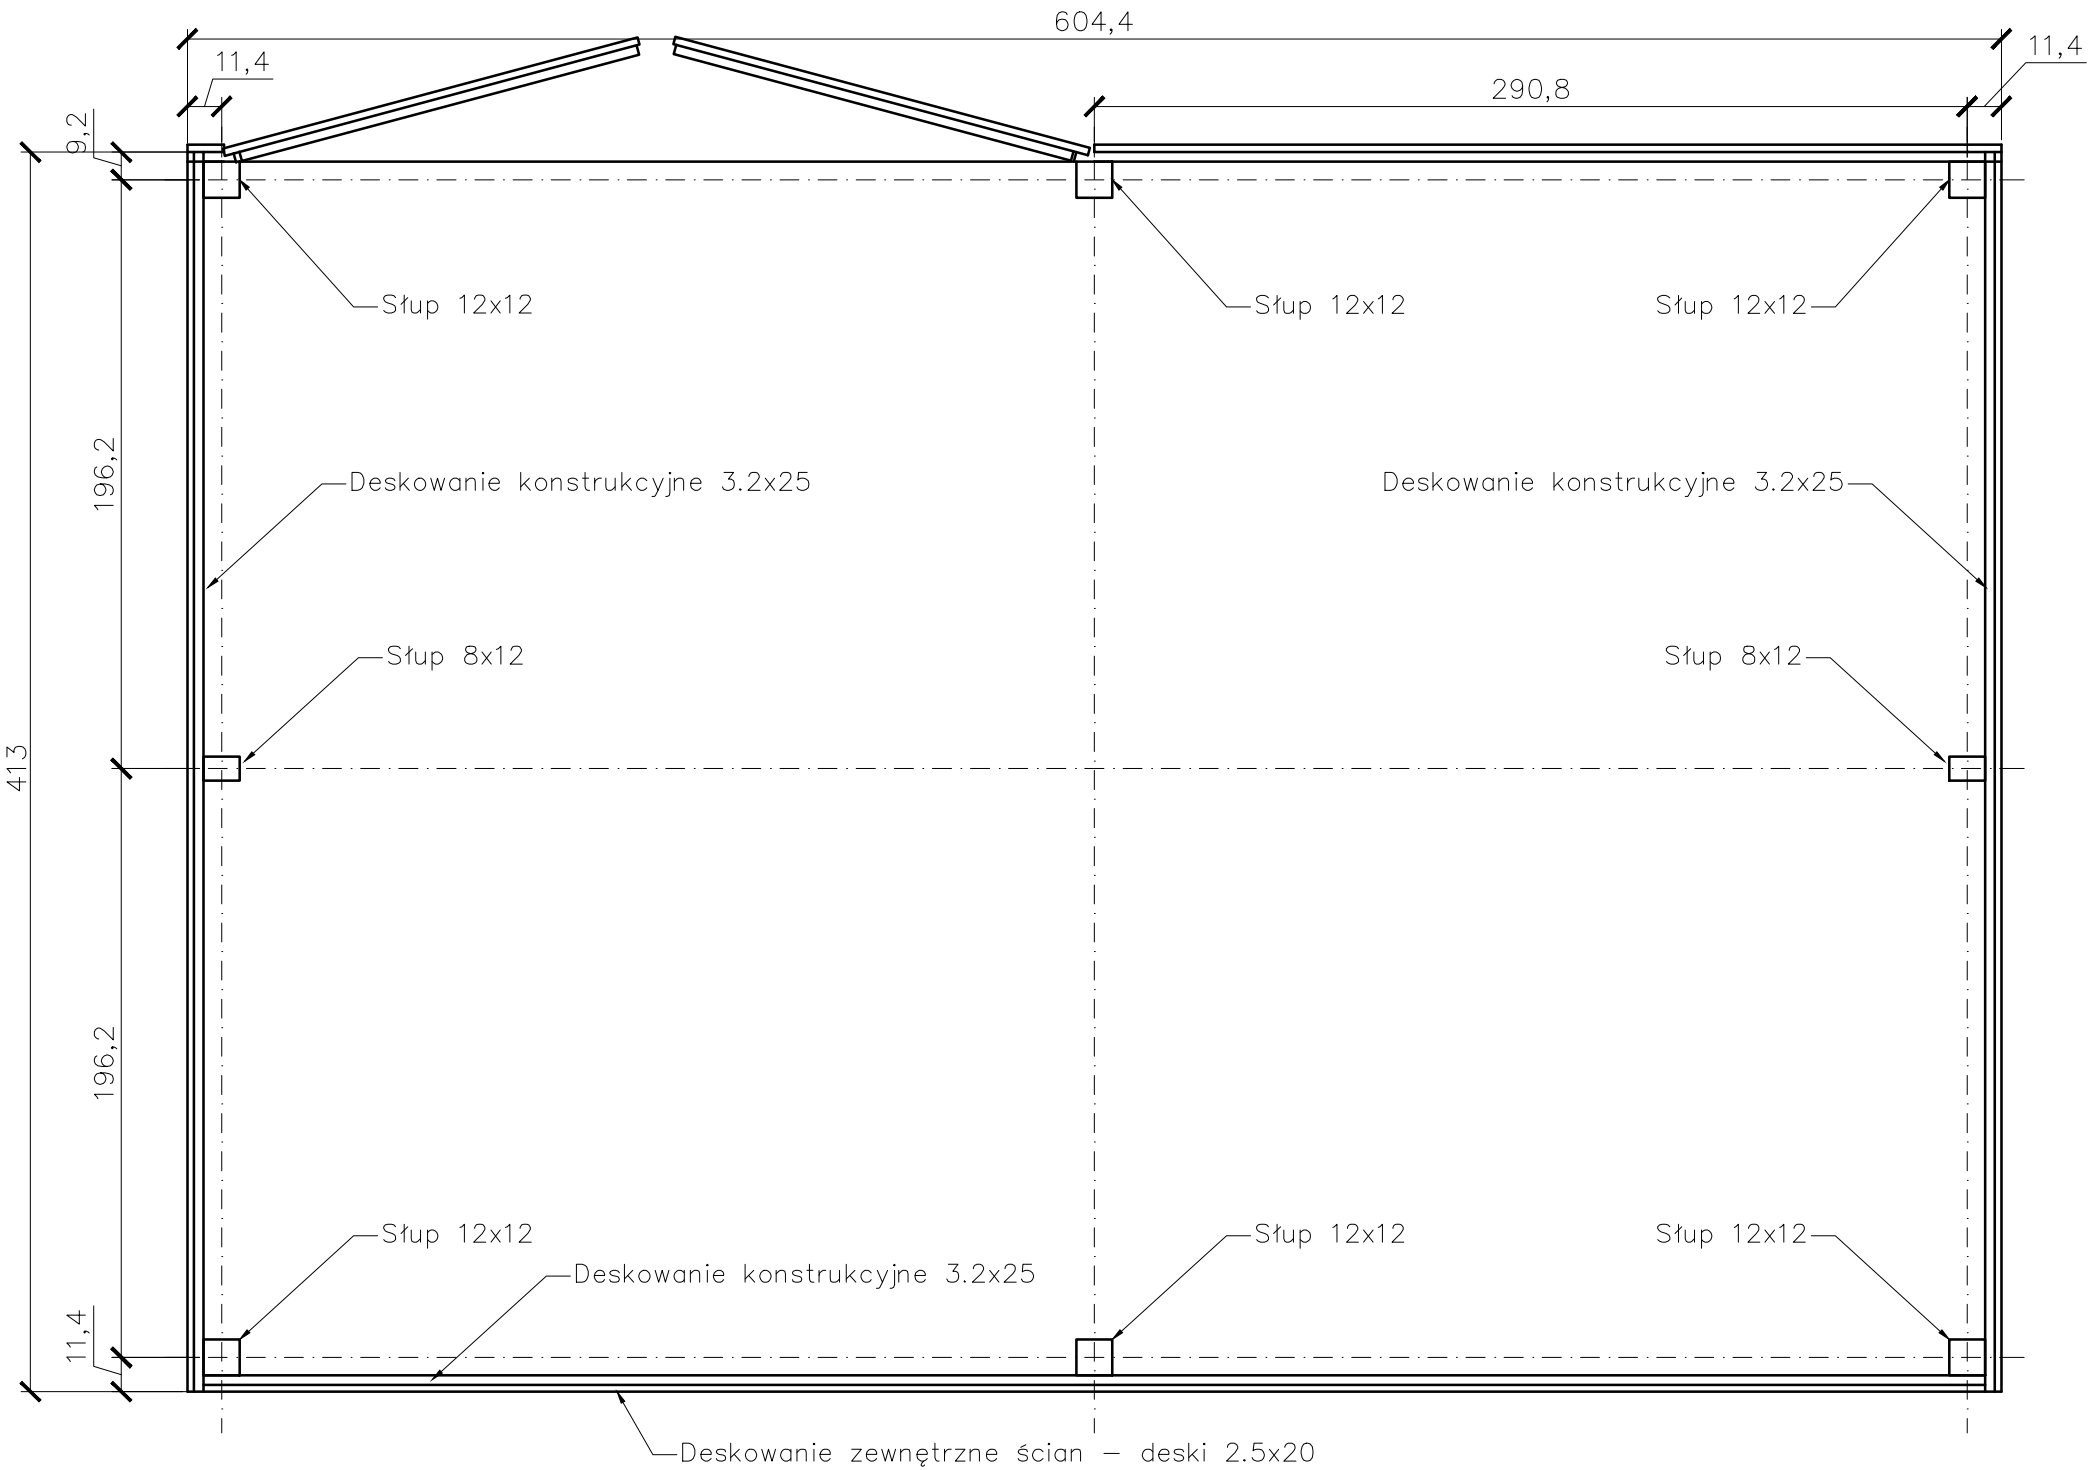 604,4
11,4
11,4
290,8
9,2
Słup 12x12
Słup 12x12
Słup 12x12
196,2
Deskowanie konstrukcyjne 3.2x25
Deskowanie konstrukcyjne 3.2x25
Słup 8x12
Słup 8x12
413
196,2
Słup 12x12
Słup 12x12
Słup 12x12
Deskowanie konstrukcyjne 3.2x25
11,4
Deskowanie zewnętrzne ścian – deski 2.5x20